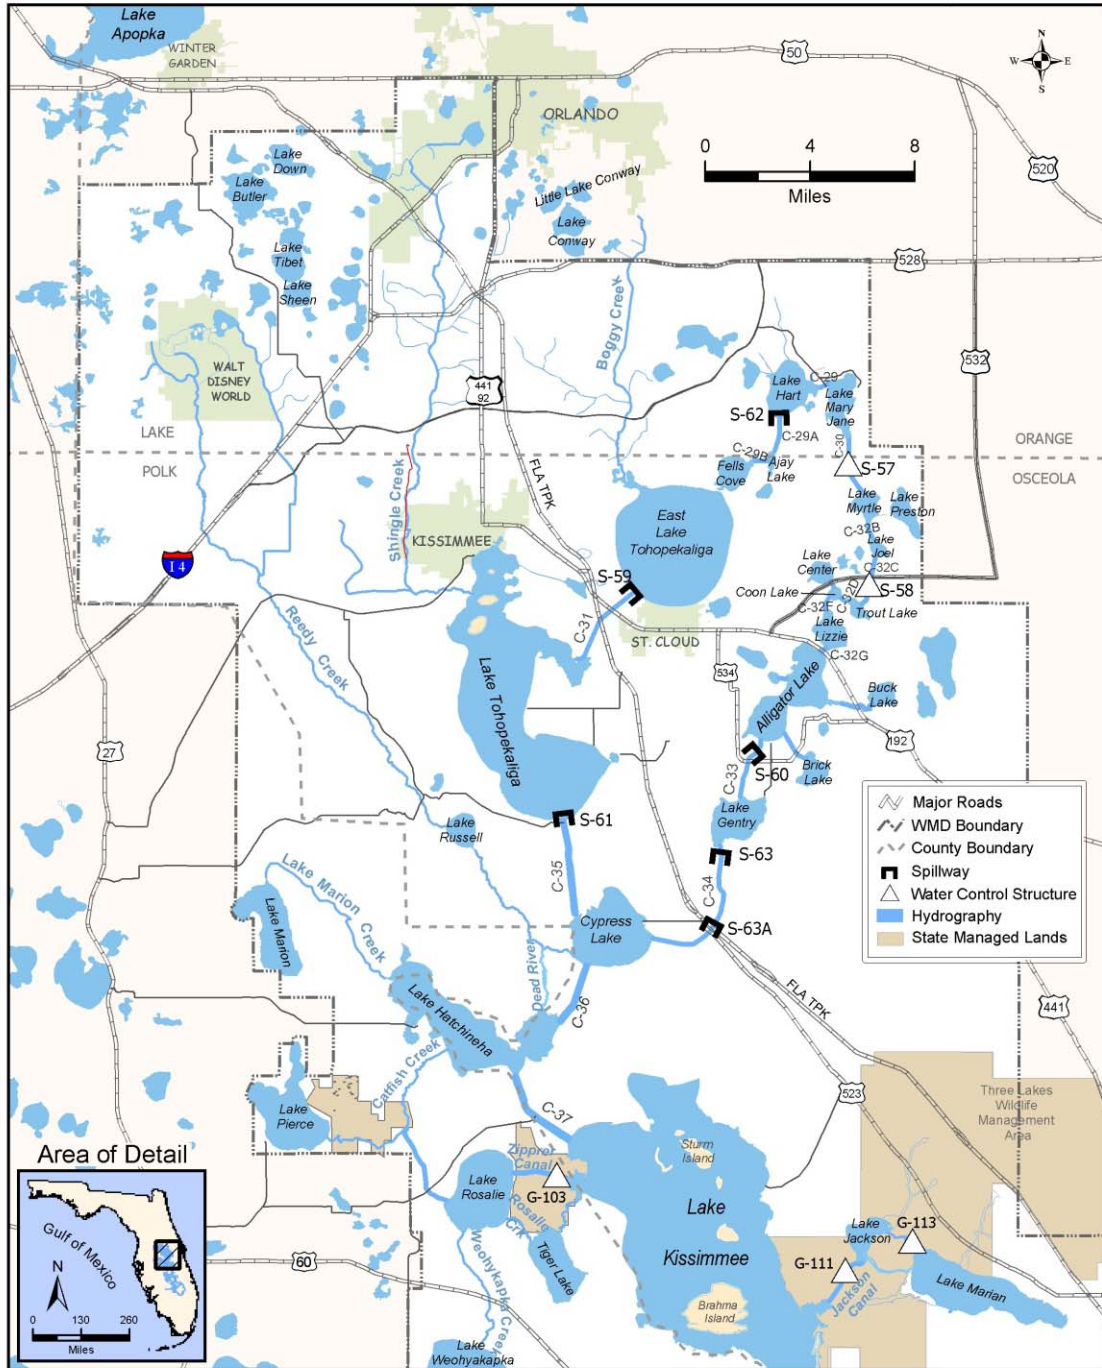 Lake
Apopka
WINTER
GARDEN
50
N
W
E
S
ORLANDO
0
4
8
Miles
520
Lake
Down
Lake
Butler
Little Lake Conway
Lake
Conway
Lake
Tibet
Lake
Sheen
528
Boggy Creek
WALT
DISNEY
WORLD
441
92
532
C-29
Lake
Hart
Lake
Mary
Jane
S-62
C-29A
C-30
LAKE
POLK
ORANGE
OSCEOLA
C-29B
Ajay
Lake
Fells
Cove
S-57
FLA TPK
Shingle Creek
Lake
Myrtle
Lake
Preston
East
Lake
Tohopekaliga
KISSIMMEE
C-32B
Lake
Joel
C-32C
Lake
Center
I 4
S-59
S-58
Coon Lake
C-32D
C-32F
Trout Lake
Lake
Lizzie
C-31
ST. CLOUD
C-32G
Reedy Creek
534
Alligator Lake
Buck
Lake
Lake Tohopekaliga
27
192
S-60
C-33
Brick
Lake
Lake
Gentry
S-61
Lake
Russell
S-63
C-35
C-34
Major Roads
WMD Boundary
County Boundary
Spillway
Water Control Structure
Hydrography
State Managed Lands
Lake Marion Creek
Lake Marion
Cypress
Lake
S-63A
Dead River
C-36
FLA TPK
Lake Hatchineha
441
Catfish Creek
C-37
523
Three Lakes
Wildlife
Management
Area
Lake
Pierce
Zipprer
Canal
Sturm
Island
G-103
Lake
Rosalie
Rosalie
Crk
Lake
Kissimmee
Lake
Jackson
G-113
G-111
Jackson
Canal
Lake Marian
Tiger Lake
Weohyakapka Creek
60
Brahma
Island
Lake
Weohyakapka
Area of Detail
Gulf of Mexico
N
0
130
260
Miles